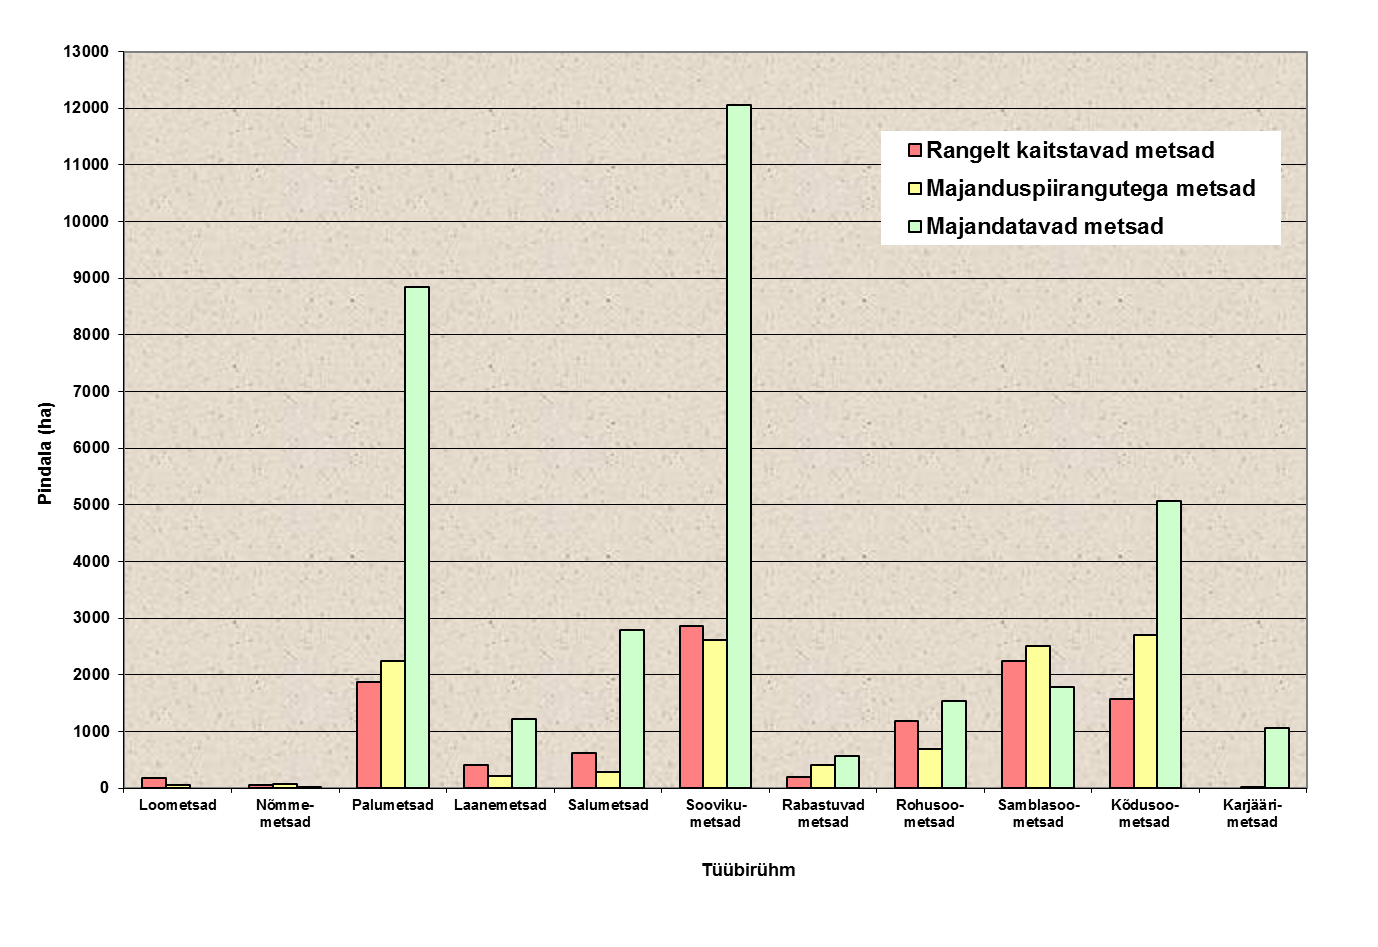 13000
12000
11000
10000
9000
8000
7000
6000
5000
4000
3000
2000
1000
0
Pindala (ha)
Rangelt kaitstavad metsad
Majanduspiirangutega metsad
Majandatavad metsad
Loometsad
Nõmme-
metsad
Palumetsad
Laanemetsad
Salumetsad
Sooviku-
metsad
Rabastuvad
metsad
Rohusoo-
metsad
Samblasoo-
metsad
Kõdusoo-
metsad
Karjääri-
metsad
Tüübirühm